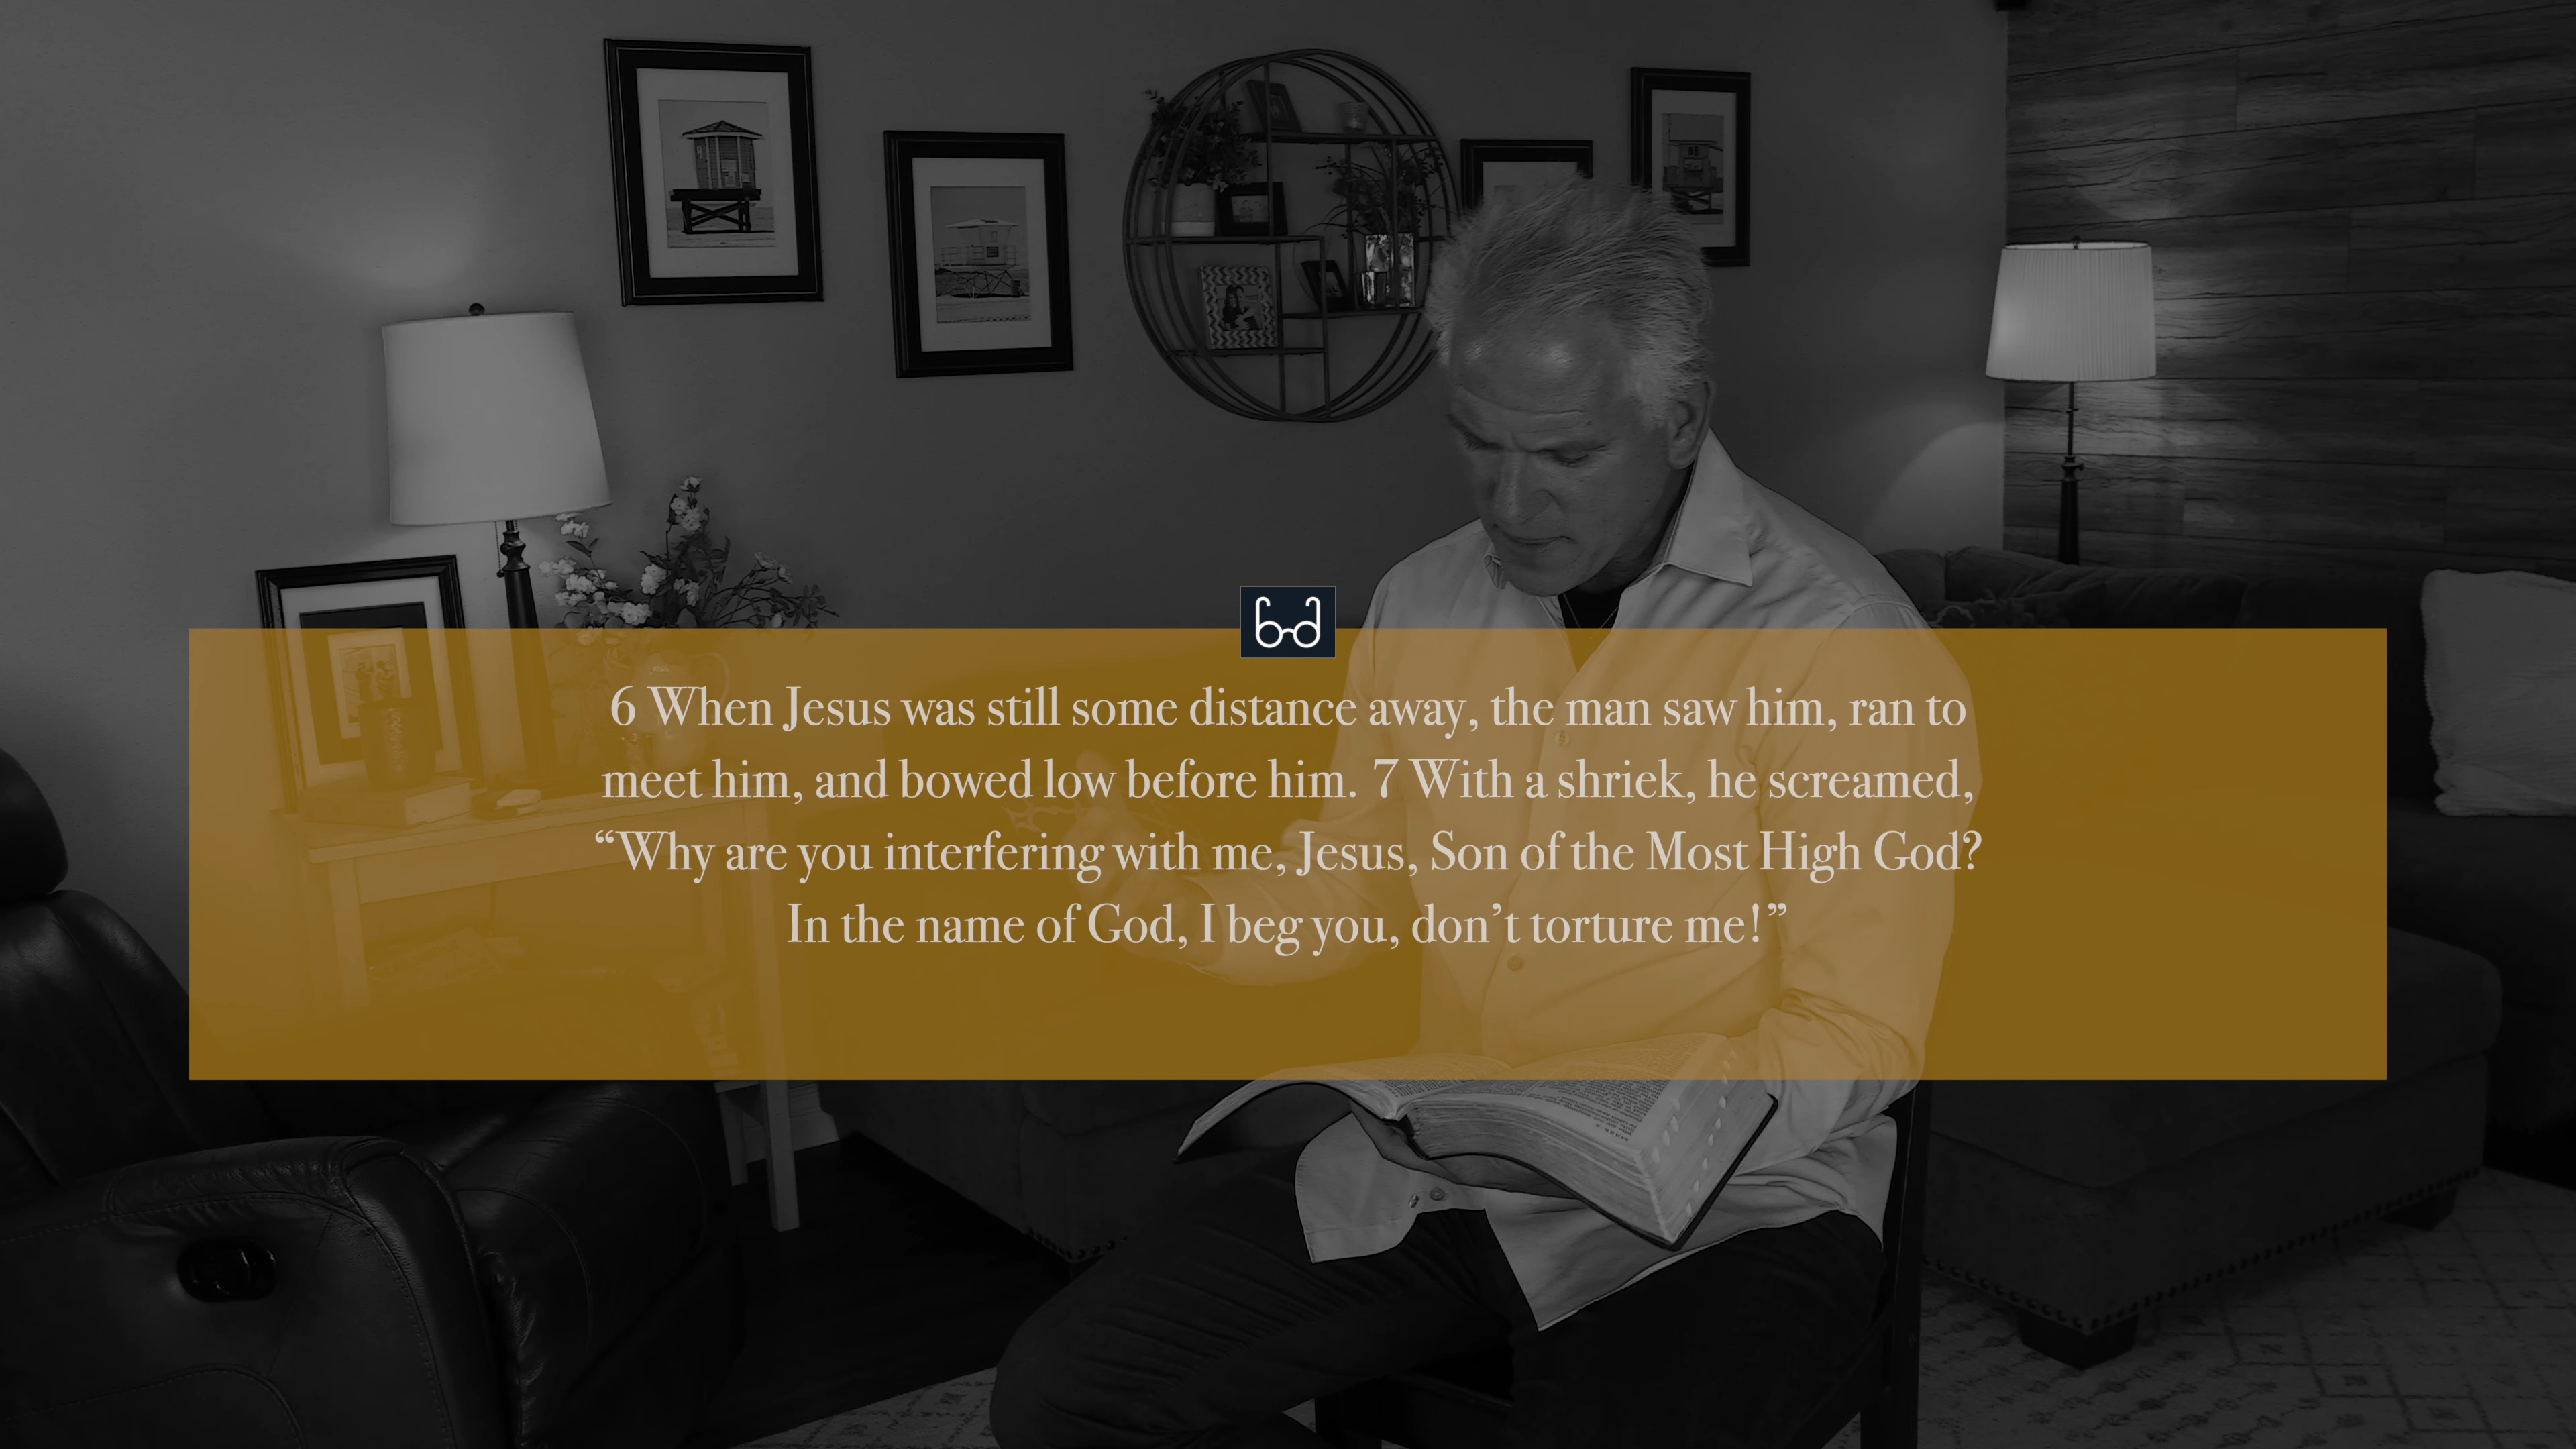 6 When Jesus was still some distance away, the man saw him, ran to
meet him, and bowed low before him. 7 With a shriek, he screamed,
“Why are you interfering with me, Jesus, Son of the Most High God?
In the name of God, I beg you, don’t torture me!”